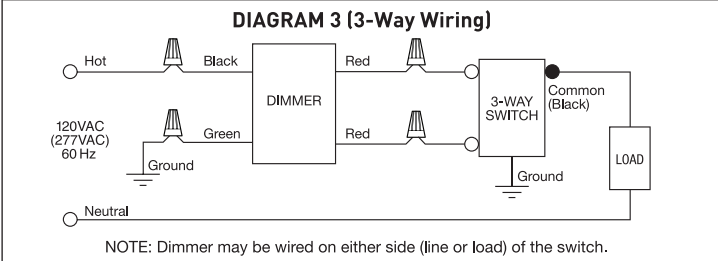 DIAGRAM 3 (3-Way Wiring)
Hot
Black
Red
DIMMER
3-WAY
SWITCH
Common
(Black)
120VAC
(277VAC)
60 Hz
Green
Red
Ground
Ground
LOAD
Neutral
NOTE: Dimmer may be wired on either side (line or load) of the switch.